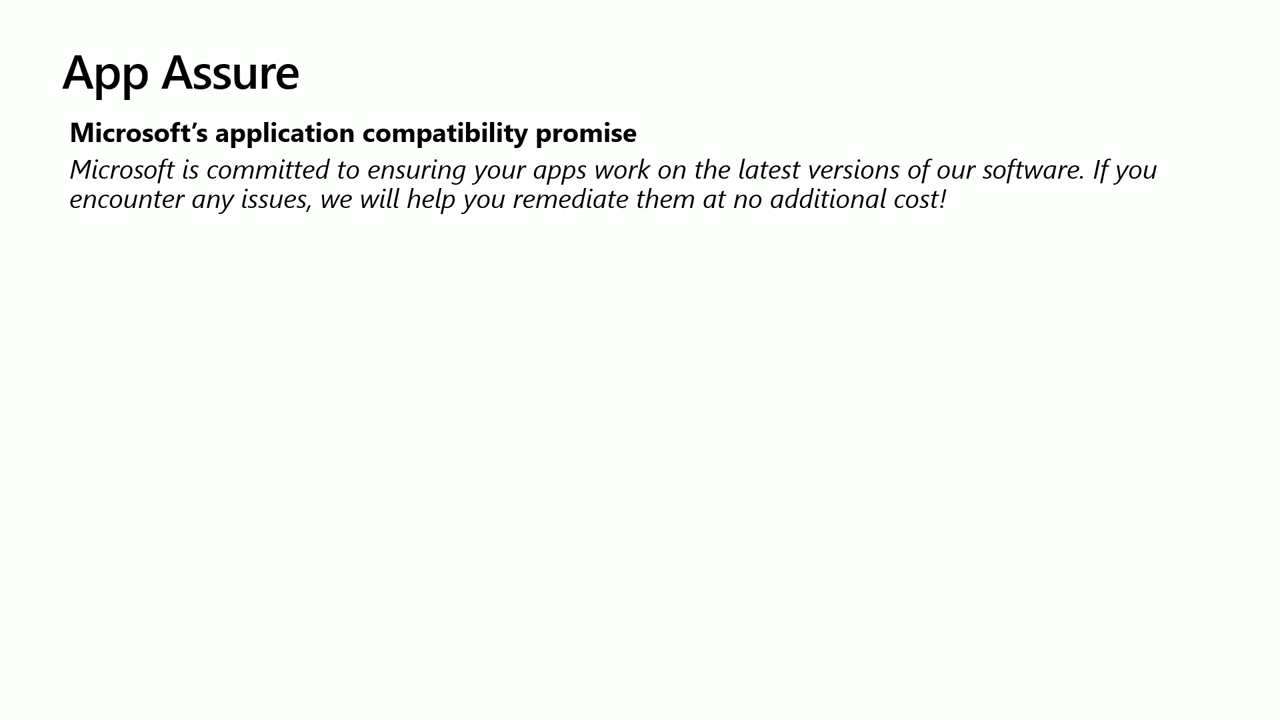 App Assure
Microsoft’s application compatibility promise
Microsoft is committed to ensuring your apps work on the latest versions of our software. If you
encounter any issues, we will help you remediate them at no additional cost!